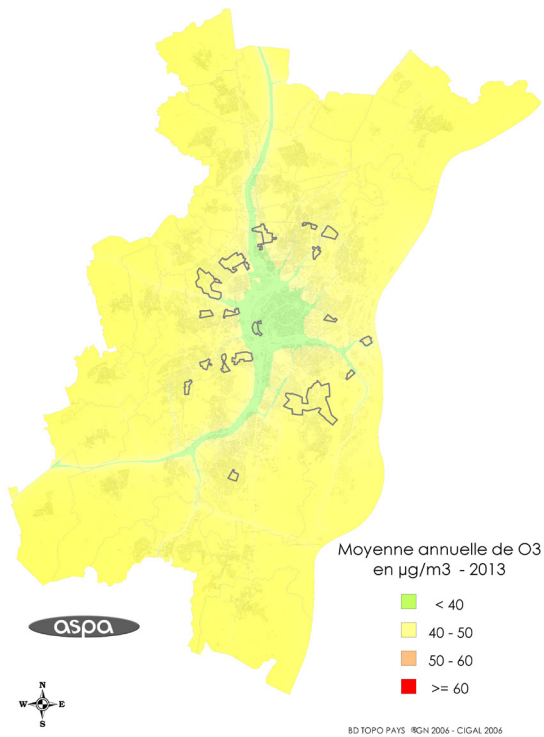 Moyenne annuelle de O3
en µg/m3 - 2013
< 40
40 - 50
50 - 60
>= 60
aspa
N
W E
S
BD TOPO PAYS ®GN 2006 - CIGAL 2006